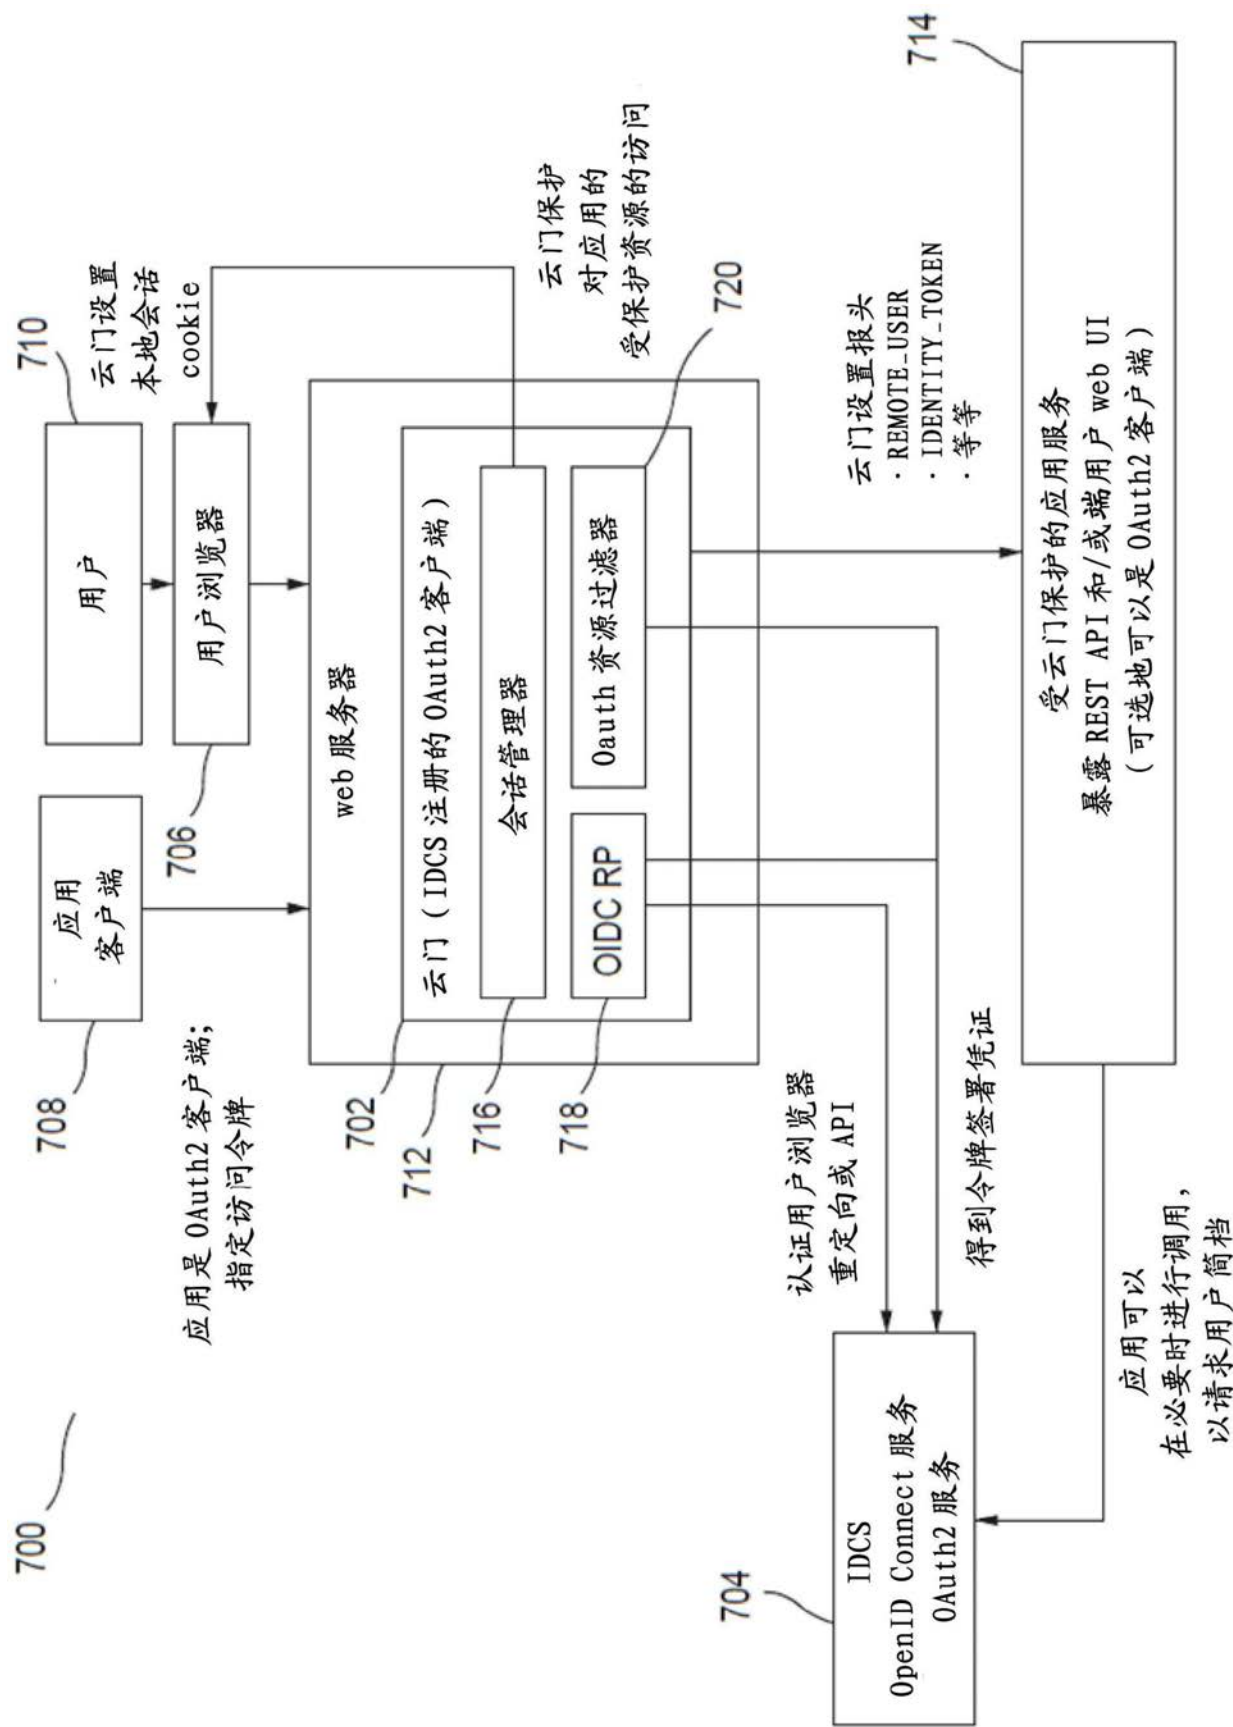 700
708
应用
客户端
710
用户
用户浏览器
706
云门设置
本地会话
cookie
应用是 OAuth2 客户端;
指定访问令牌
web 服务器
云门 ( IDCS 注册的 OAuth2 客户端 )
会话管理器
OIDC RP
Oauth 资源过滤器
702
712
716
718
720
云门保护
对应用的
受保护资源的访问
704
IDCS
OpenID Connect 服务
OAuth2 服务
认证用户浏览器
重定向或 API
得到令牌签署凭证
云门设置报头
· REMOTE_USER
· IDENTITY_TOKEN
· 等等
714
受云门保护的应用服务
暴露 REST API 和/或端用户 web UI
( 可选地可以是 OAuth2 客户端 )
应用可以
在必要时进行调用,
以请求用户简档